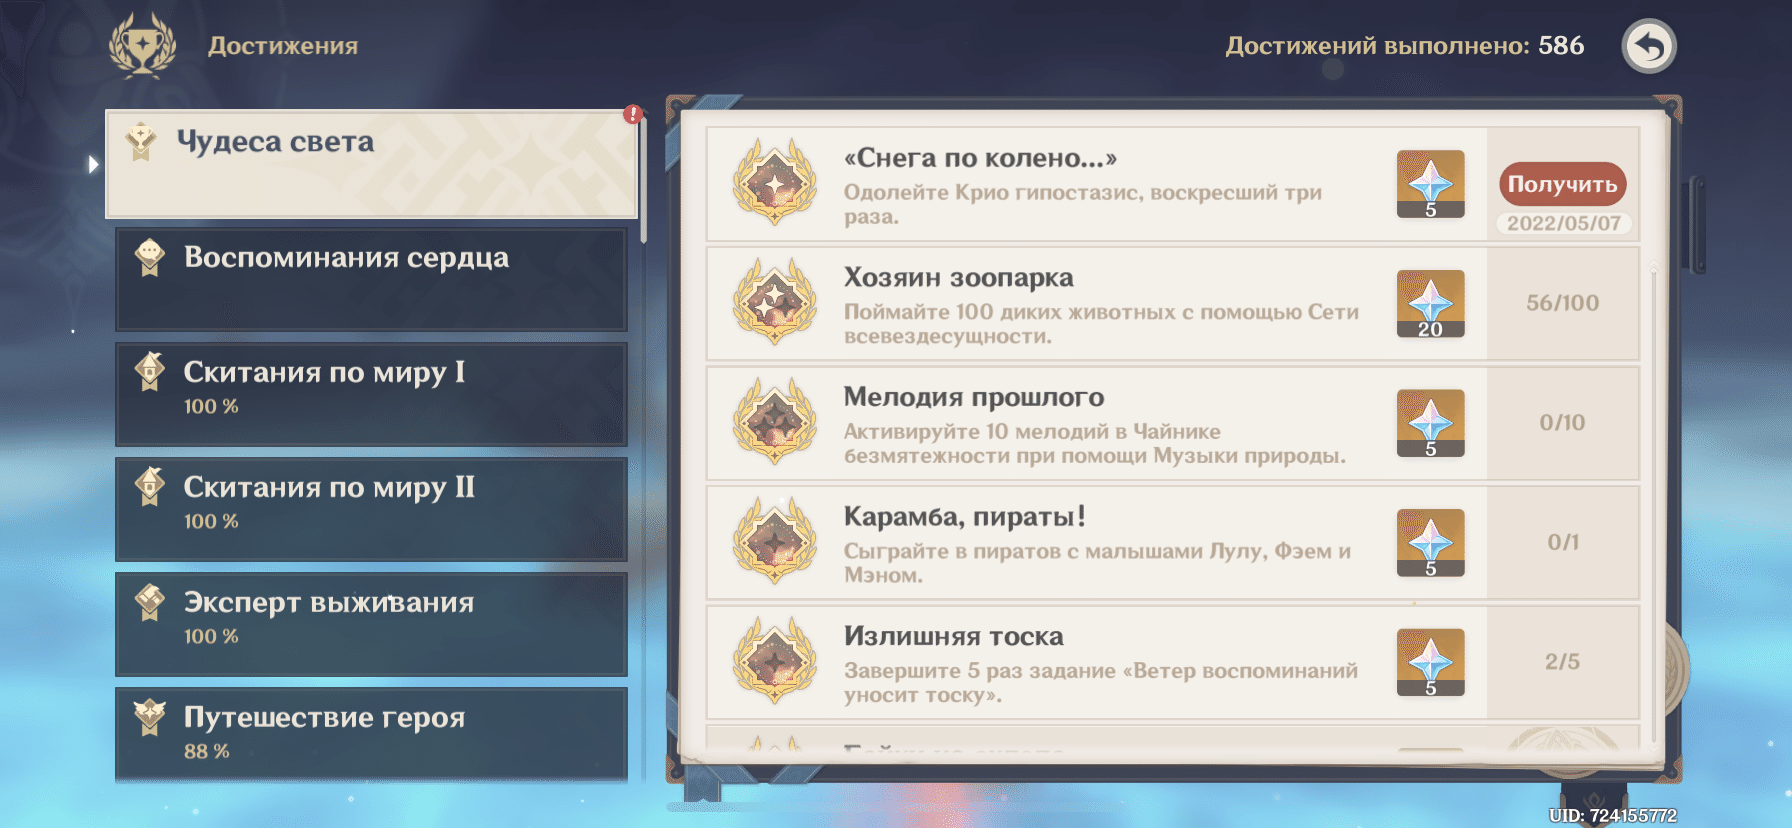 Достижения
Достижений выполнено: 586
Чудеса света
Воспоминания сердца
Скитания по миру I
100 %
Скитания по миру II
100 %
Эксперт выживания
100 %
Путешествие героя
88 %
«Снега по колено...»
Одолейте Крио гипостазис, воскресший три
раза.
5
Получить
2022/05/07
Хозяин зоопарка
Поймайте 100 диких животных с помощью Сети
всевездесущности.
20
56/100
Мелодия прошлого
Активируйте 10 мелодий в Чайнике
безмятежности при помощи Музыки природы.
5
0/10
Карамба, пираты!
Сыграйте в пиратов с малышами Лулу, Фэем и
Мэном.
5
0/1
Излишняя тоска
Завершите 5 раз задание «Ветер воспоминаний
уносит тоску».
5
2/5
UID: 724155772